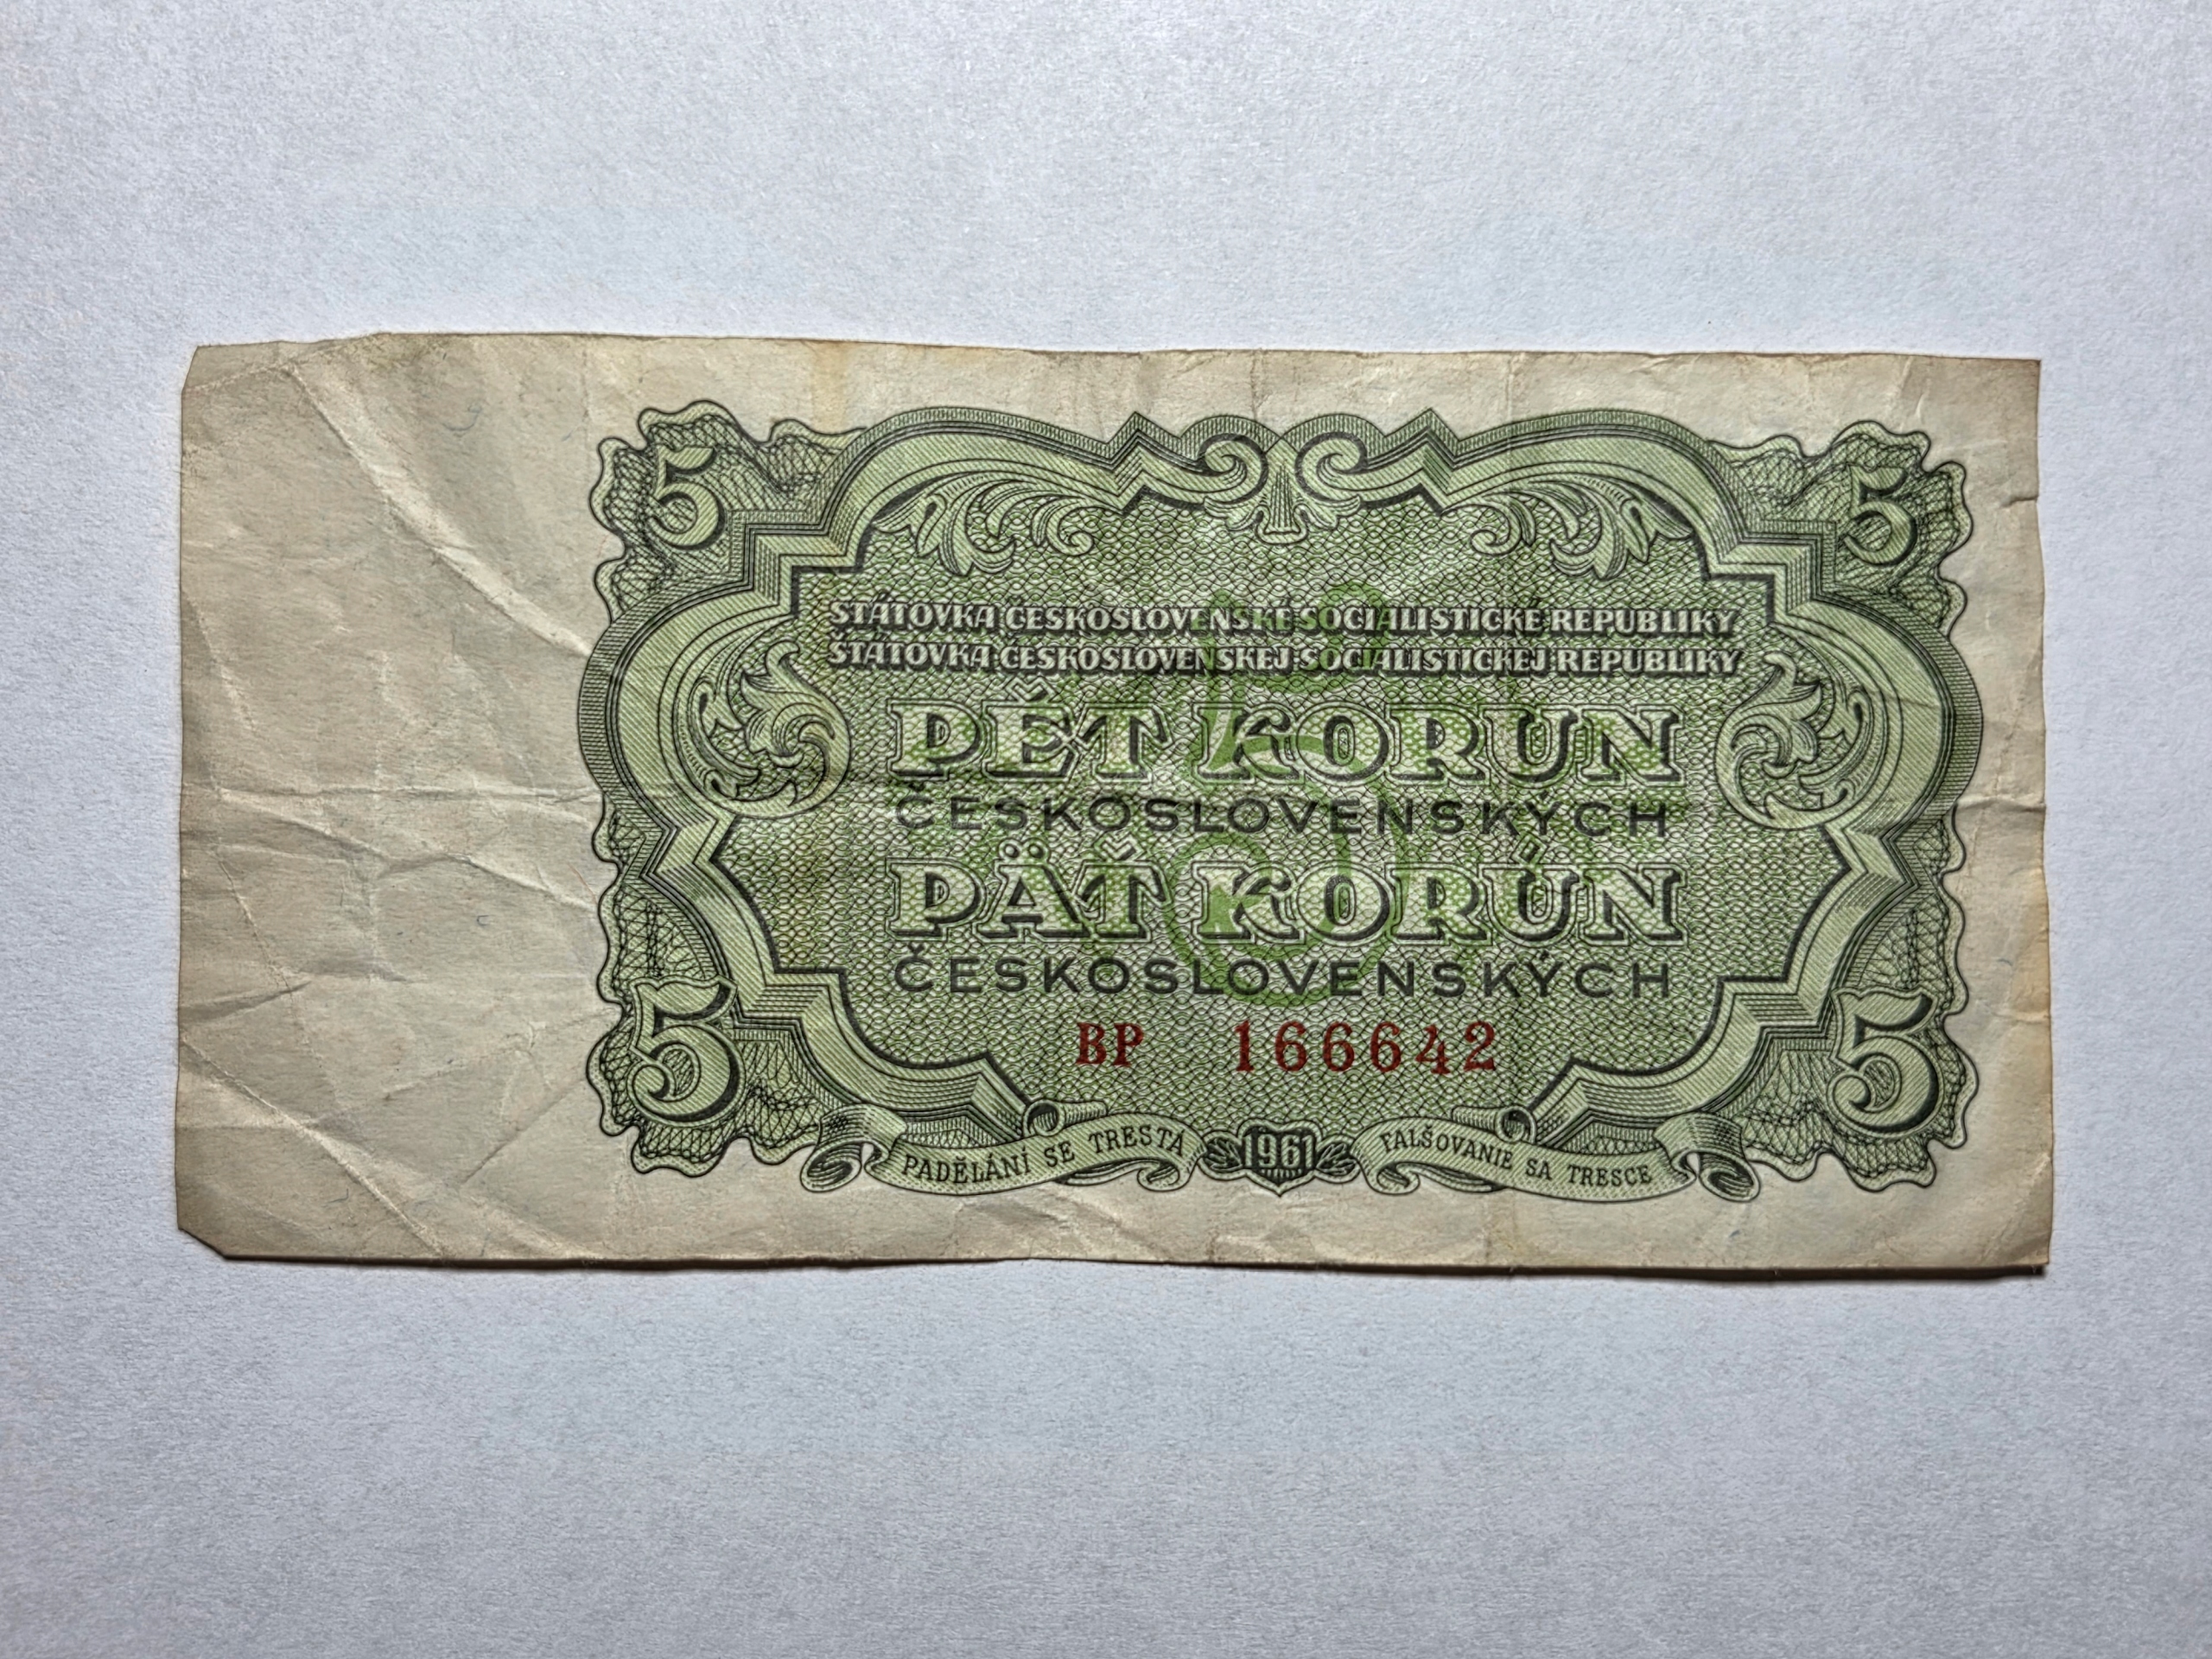 5 5
STÁTOVKA ČESKOSLOVENSKÉ SOCIALISTICKÉ REPUBLIKY
ŠTÁTOVKA ČESKOSLOVENSKEJ SOCIALISTICKEJ REPUBLIKY
PĚT KORUN
ČESKOSLOVENSKÝCH
PÄŤ KORÚN
ČESKOSLOVENSKÝCH
BP 166642
5 5
PADĚLÁNÍ SE TRESTÁ 1961 FALŠOVANIE SA TRESCE